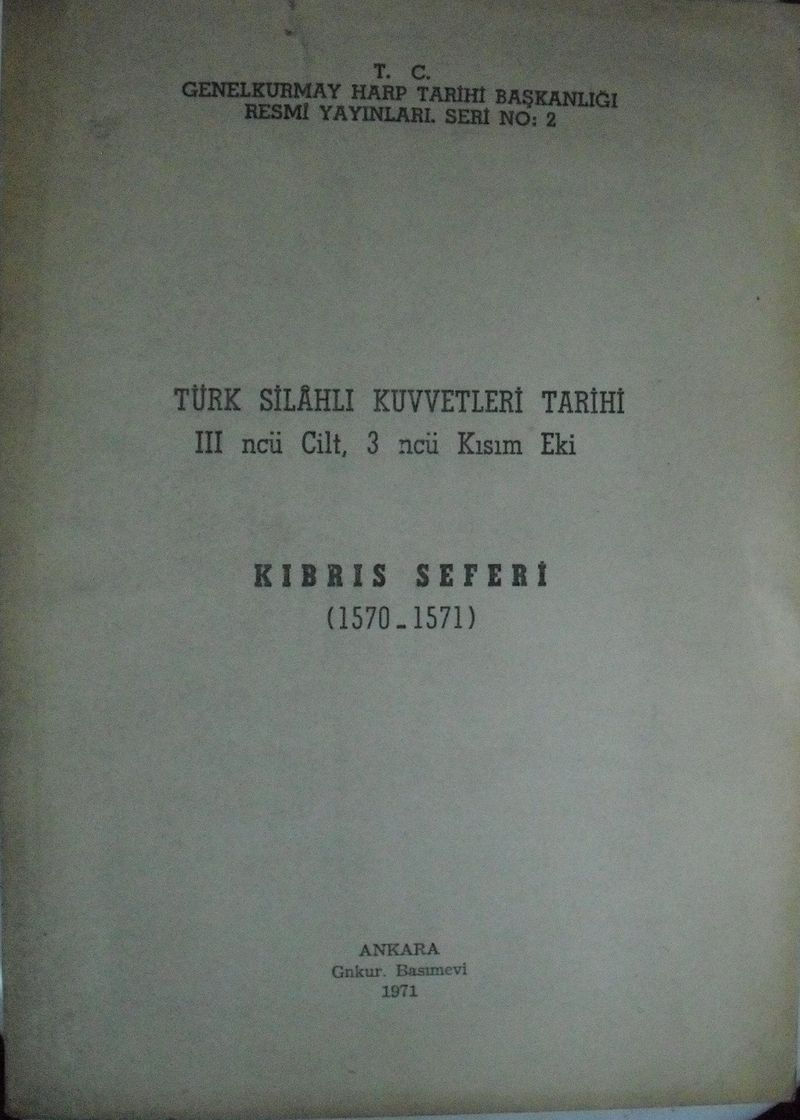 T. C.
GENELKURMAY HARP TARİHİ BAŞKANLIĞI
RESMİ YAYINLARI. SERİ NO: 2
TÜRK SİLÂHLI KUVVETLERİ TARİHİ
III ncü Cilt, 3 ncü Kısım Eki
KIBRIS SEFERİ
(1570-1571)
ANKARA
Gnkur. Basımevi
1971